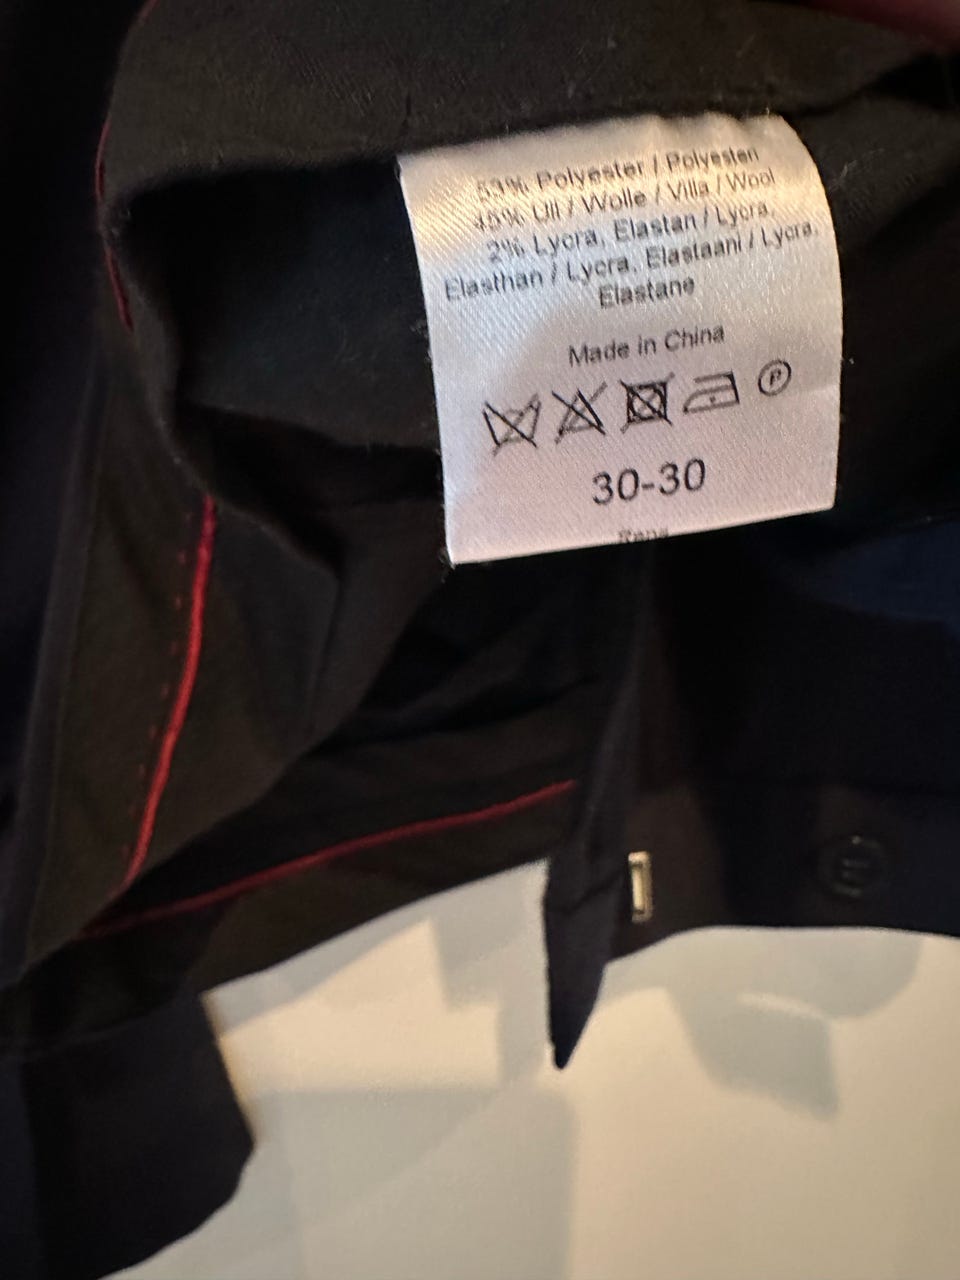 53% Polyester / Polyesteri
45% Ull / Wolle / Villa / Wool
2% Lycra, Elastan / Lycra,
Elasthan / Lycra, Elastaani / Lycra,
Elastane
Made in China
P
30-30